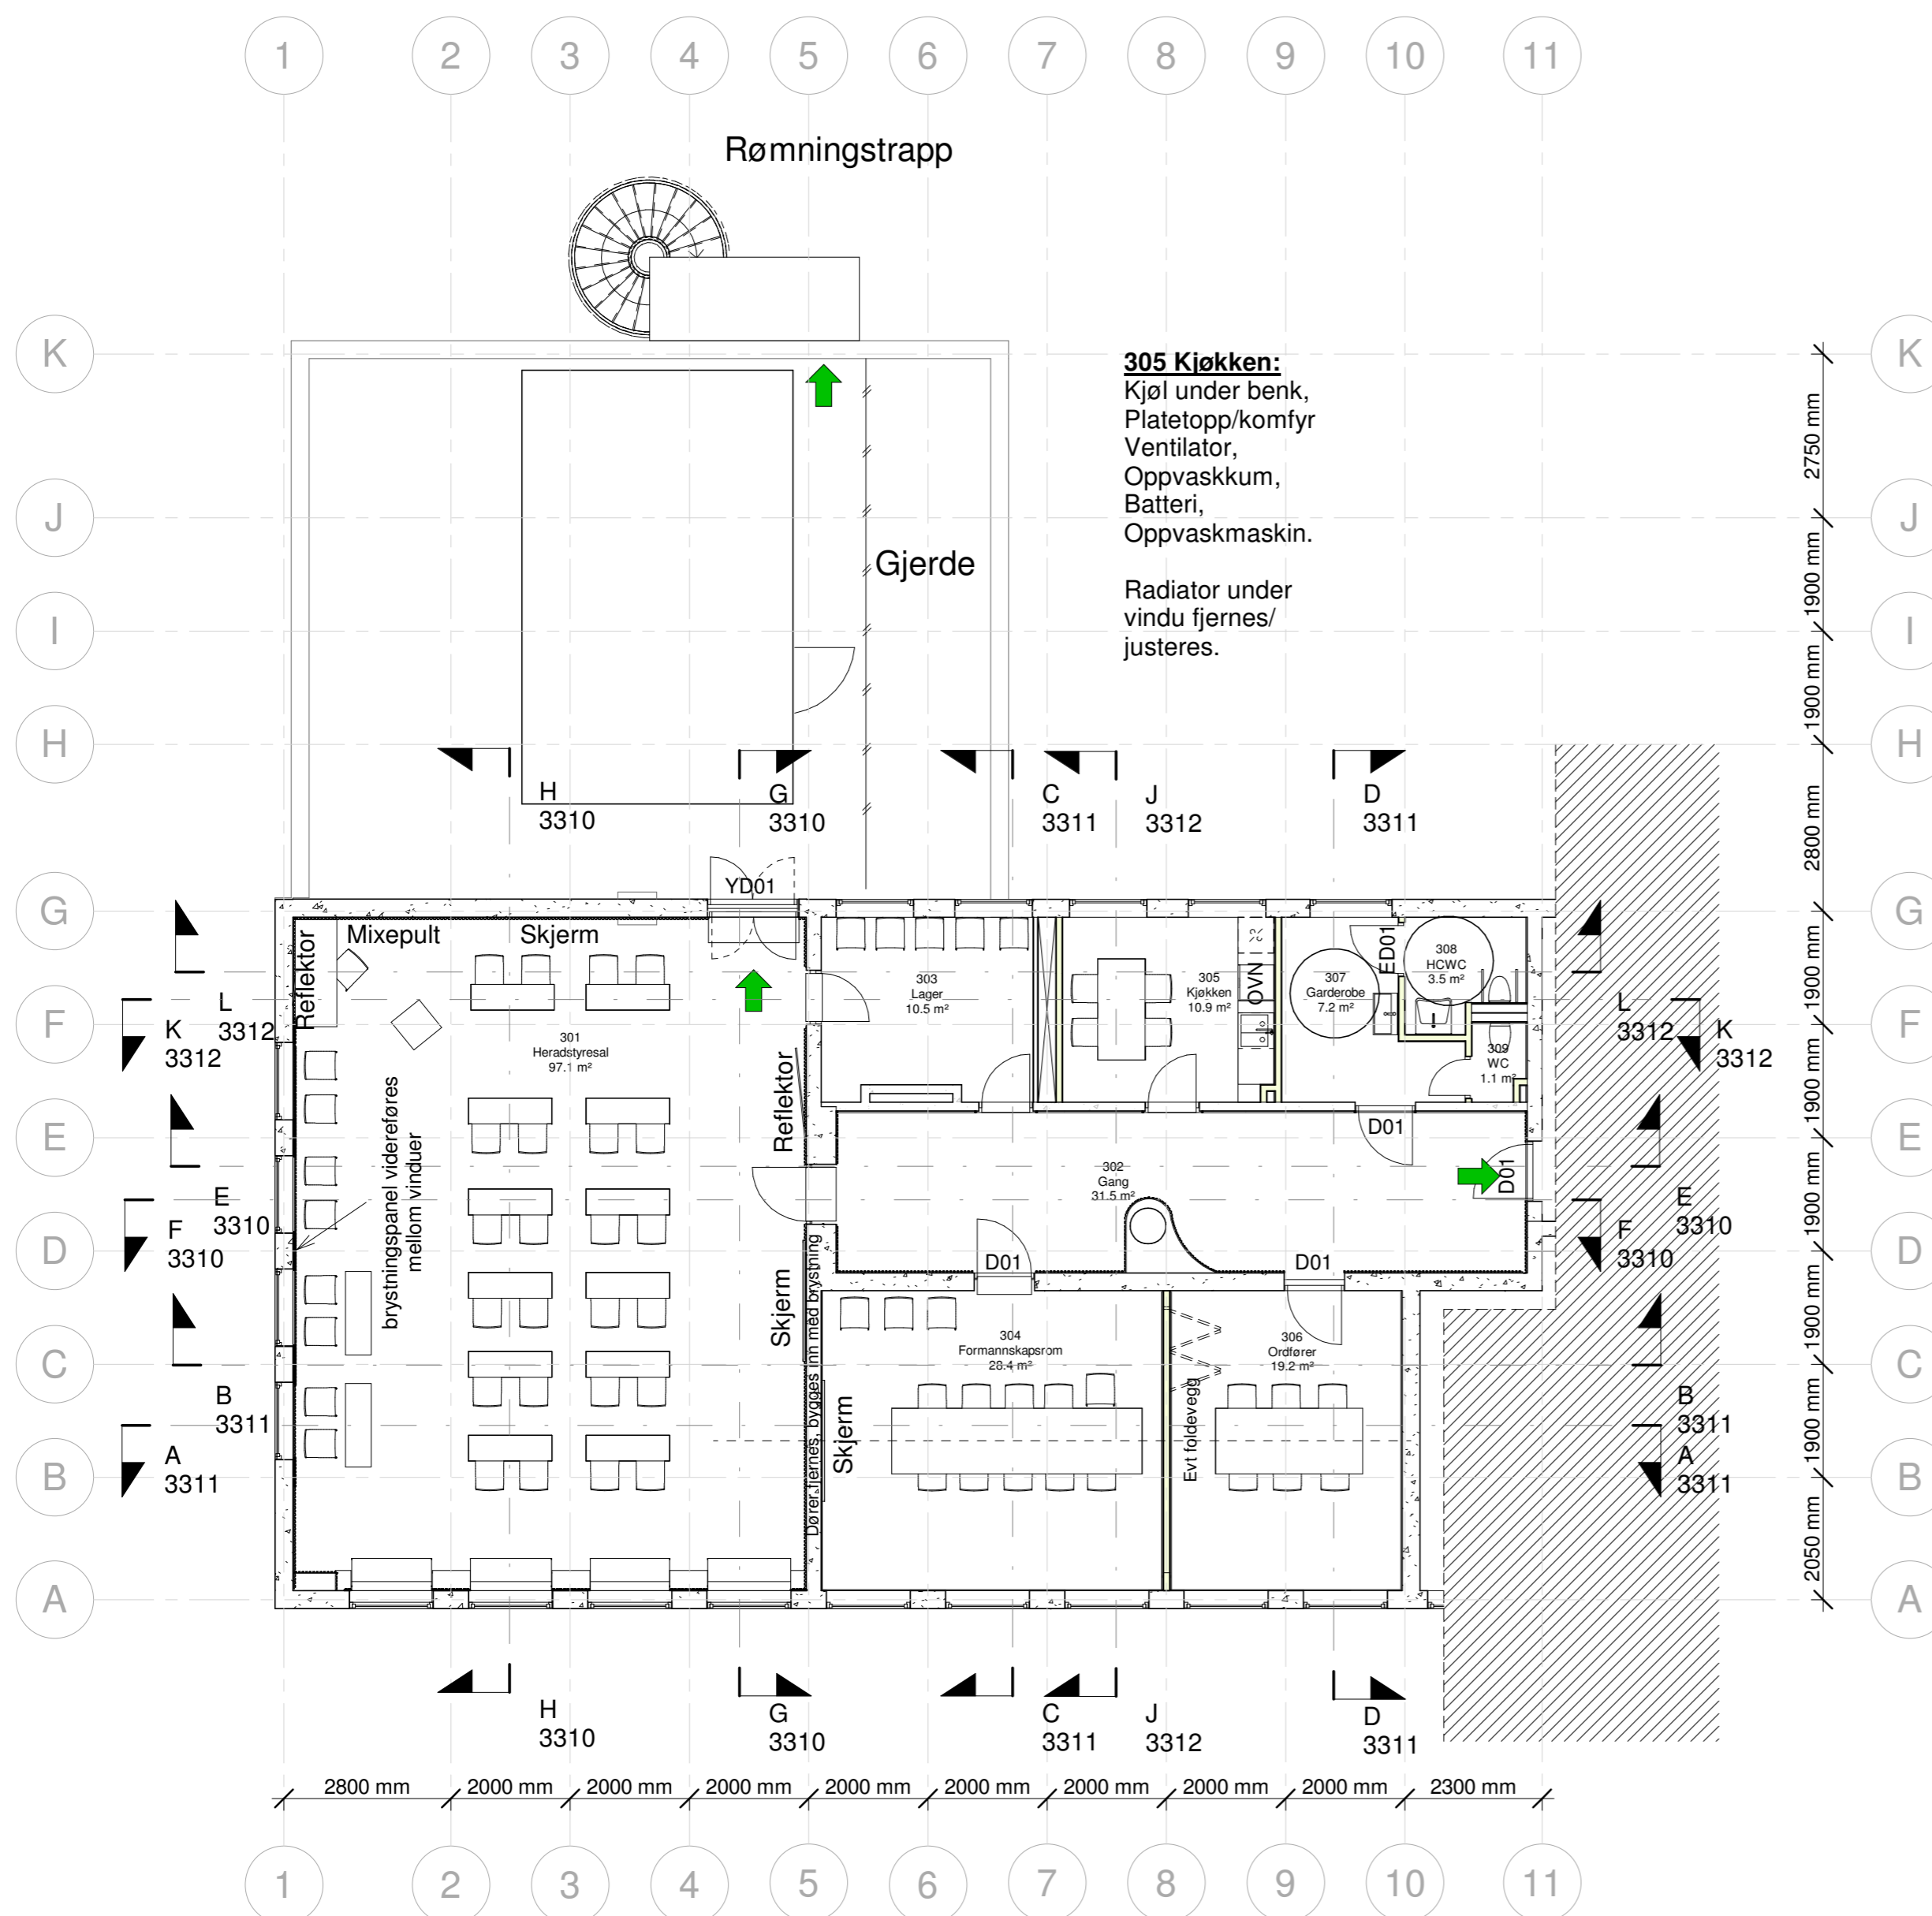 1 2 3 4 5 6 7 8 9 10 11
Rømningstrapp
K
K
305 Kjøkken:
Kjøl under benk,
Platetopp/komfyr
Ventilator,
Oppvaskkum,
Batteri,
Oppvaskmaskin.
Radiator under
vindu fjernes/
justeres.
2750 mm
J
J
Gjerde
1900 mm
I
I
1900 mm
H
H
H
3310
G
3310
C
3311
J
3312
D
3311
2800 mm
YD01
G
G
Reflektor
Mixepult
Skjerm
303
Lager
10.5 m²
305
Kjøkken
10.9 m²
OVN
307
Garderobe
7.2 m²
ED01
308
HCWC
3.5 m²
1900 mm
L
3312
K
3312
F
F
L
3312
K
3312
301
Heradstyresal
97.1 m²
309
WC
1.1 m²
Reflektor
1900 mm
brystningspanel videreføres
mellom vinduer
D01
E
E
302
Gang
31.5 m²
D01
1900 mm
E
3310
F
3310
E
3310
F
3310
D
D
D01
D01
Skjerm
Dører fjernes, bygges inn med brystning
1900 mm
304
Formannskapsrom
28.4 m²
306
Ordfører
19.2 m²
C
C
Skjerm
Evt foldevegg
B
3311
A
3311
B
3311
A
3311
1900 mm
B
B
2050 mm
A
A
H
3310
G
3310
C
3311
J
3312
D
3311
2800 mm 2000 mm 2000 mm 2000 mm 2000 mm 2000 mm 2000 mm 2000 mm 2000 mm 2300 mm
1 2 3 4 5 6 7 8 9 10 11